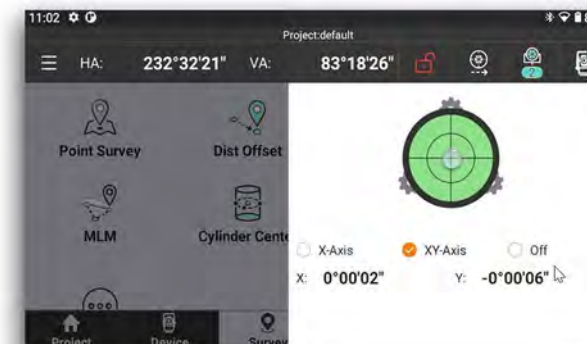 11:02
Project:default
HA: 232°32'21" VA: 83°18'26"
?
Point Survey
Dist Offset
MLM
Cylinder Cente
X-Axis
XY-Axis
Off
X: 0°00'02" Y: -0°00'06"
Project
Device
Survey